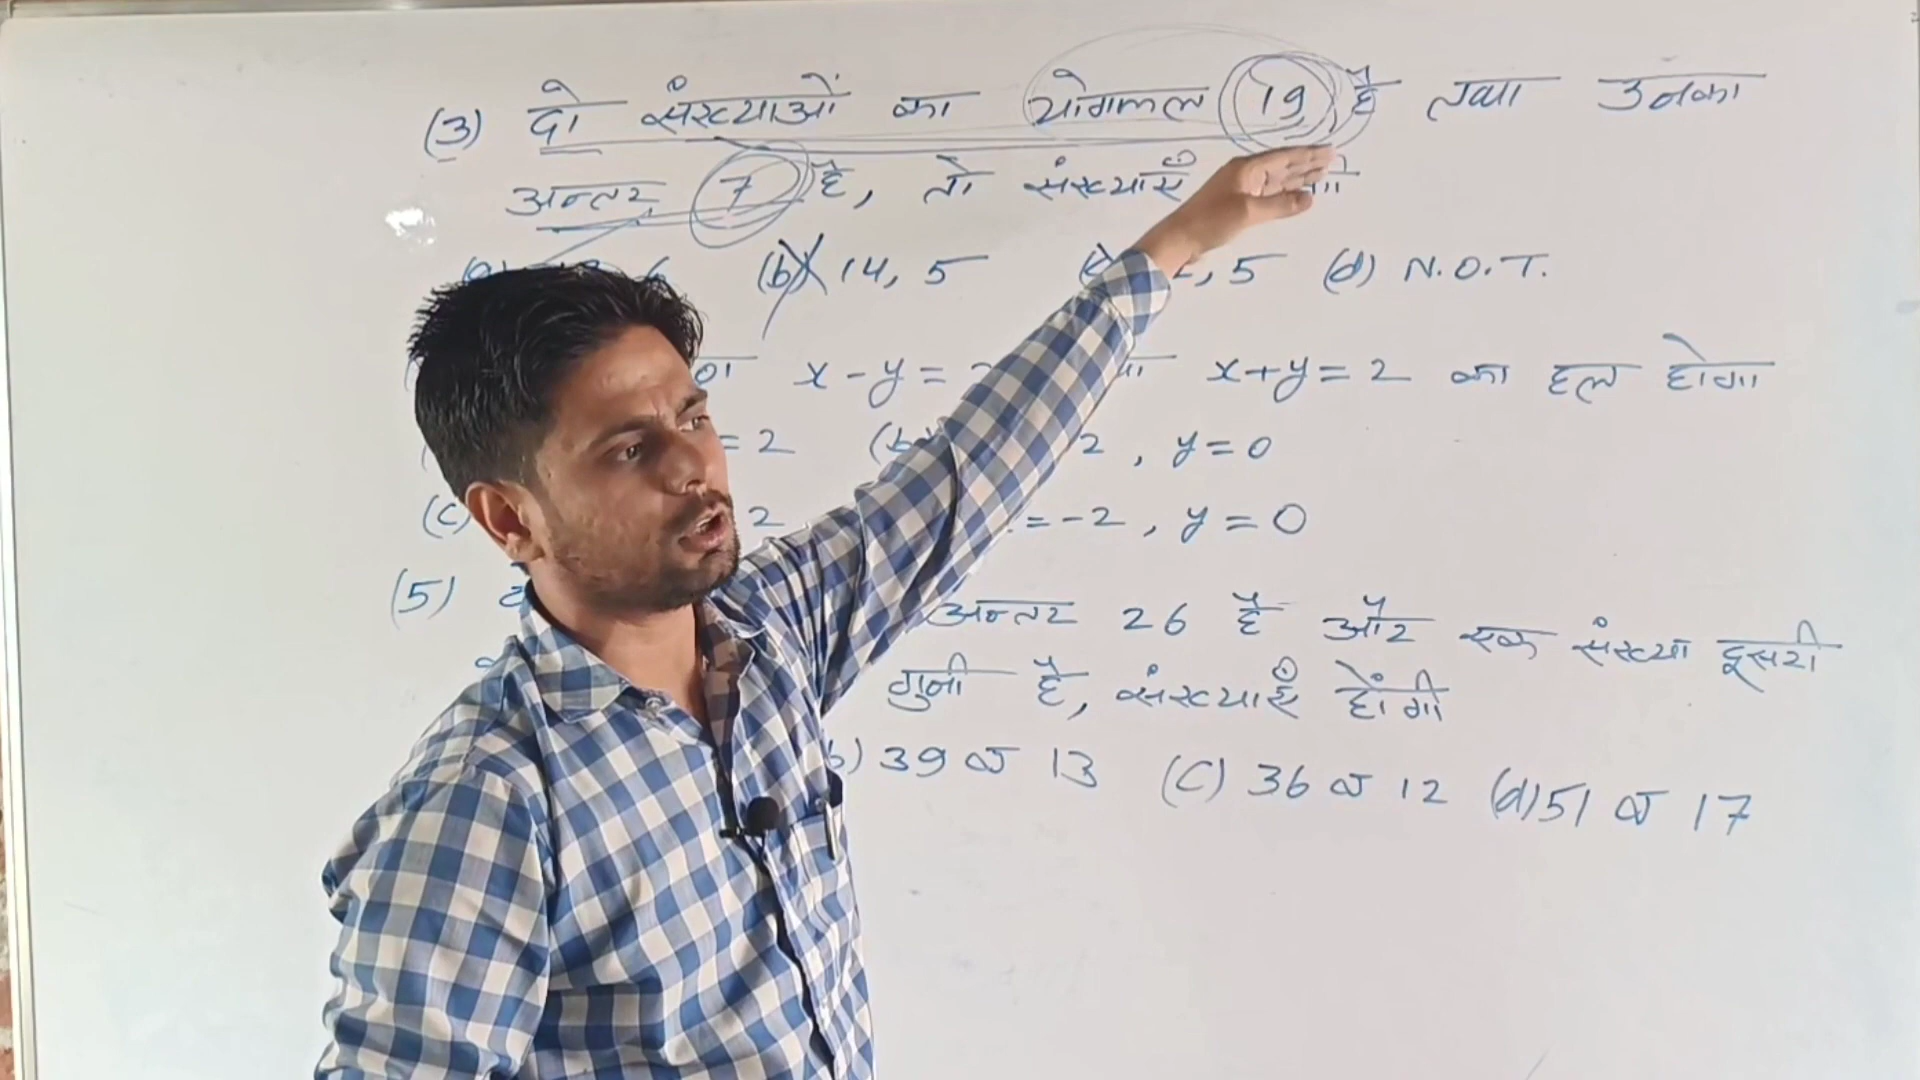 (3) दो संख्याओं का योगफल 19 है तथा उनका
अन्तर 7 है, तो संख्याएँ
(b) 14, 5 , 5 (d) N.O.T.
x - y = x + y = 2 का हल होगा
= 2 2 , y = 0
(c) 2 = -2 , y = 0
(5) अन्तर 26 है और एक संख्या दूसरी
गुनी है, संख्याएँ होंगी
b) 39 व 13 (C) 36 व 12 (d) 51 व 17